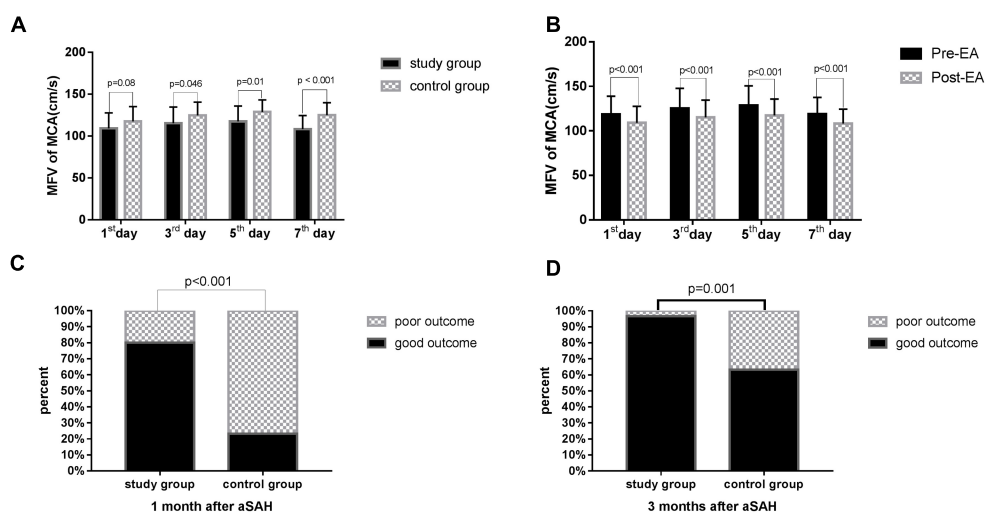 A
MFV of MCA(cm/s)
200
150
100
50
0
p=0.08
p=0.046
p=0.01
p < 0.001
1st day
3rd day
5th day
7th day
study group
control group
B
MFV of MCA(cm/s)
200
150
100
50
0
p<0.001
p<0.001
p<0.001
p<0.001
1st day
3rd day
5th day
7th day
Pre-EA
Post-EA
C
p<0.001
percent
100%
90%
80%
70%
60%
50%
40%
30%
20%
10%
0%
study group
control group
1 month after aSAH
poor outcome
good outcome
D
p=0.001
percent
100%
90%
80%
70%
60%
50%
40%
30%
20%
10%
0%
study group
control group
3 months after aSAH
poor outcome
good outcome